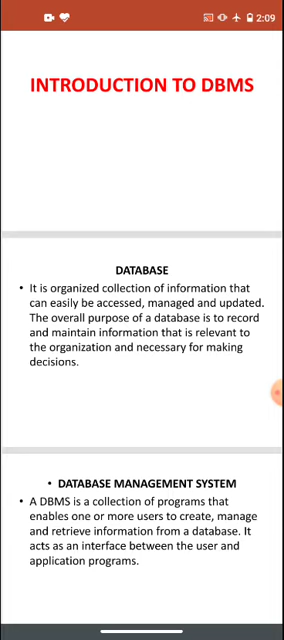 2:09
INTRODUCTION TO DBMS
DATABASE
• It is organized collection of information that
can easily be accessed, managed and updated.
The overall purpose of a database is to record
and maintain information that is relevant to
the organization and necessary for making
decisions.
• DATABASE MANAGEMENT SYSTEM
• A DBMS is a collection of programs that
enables one or more users to create, manage
and retrieve information from a database. It
acts as an interface between the user and
application programs.